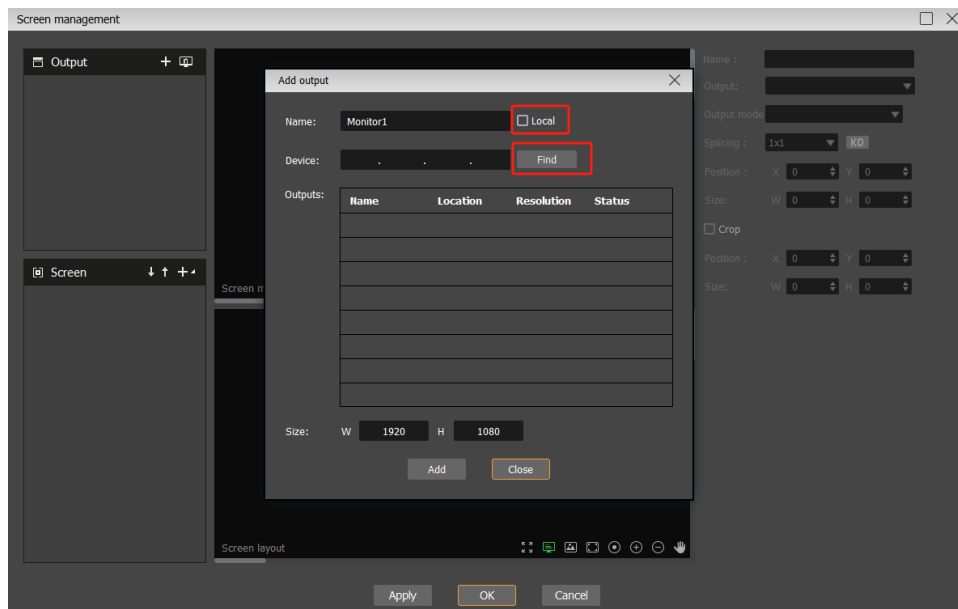 Screen management
Output
Add output
Name:
Monitor1
Local
Device:
. . .
Find
Outputs:
Name Location Resolution Status
Size: W 1920 H 1080
Add
Close
Screen
Screen m
Screen layout
Name :
Output:
Output mode
Splicing : 1x1 KO
Position : X 0 Y 0
Size: W 0 H 0
Crop
Position : X 0 Y 0
Size: W 0 H 0
Apply
OK
Cancel